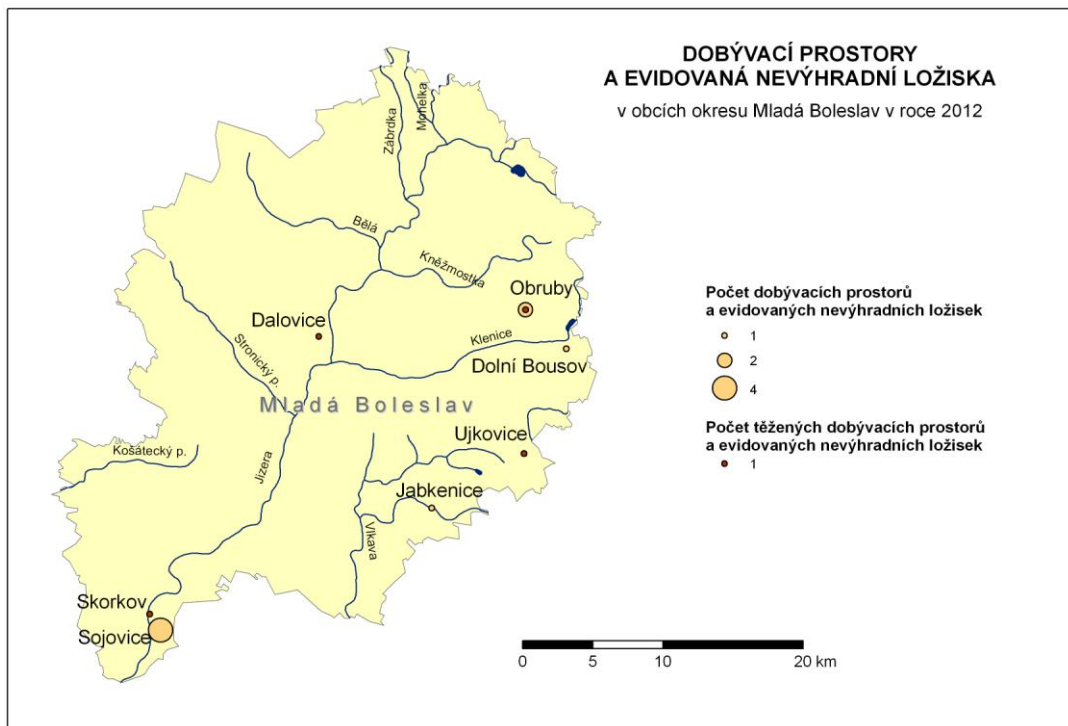 DOBÝVACÍ PROSTORY
A EVIDOVANÁ NEVÝHRADNÍ LOŽISKA
v obcích okresu Mladá Boleslav v roce 2012
Mohelka
Zábrdka
Bělá
Kněžmostka
Obruby
Dalovice
Klenice
Stronický p.
Dolní Bousov
Mladá Boleslav
Ujkovice
Košátecký p.
Jizera
Jabkenice
Vlkava
Skorkov
Sojovice
Počet dobývacích prostorů
a evidovaných nevýhradních ložisek
1
2
4
Počet těžených dobývacích prostorů
a evidovaných nevýhradních ložisek
1
0 5 10 20 km